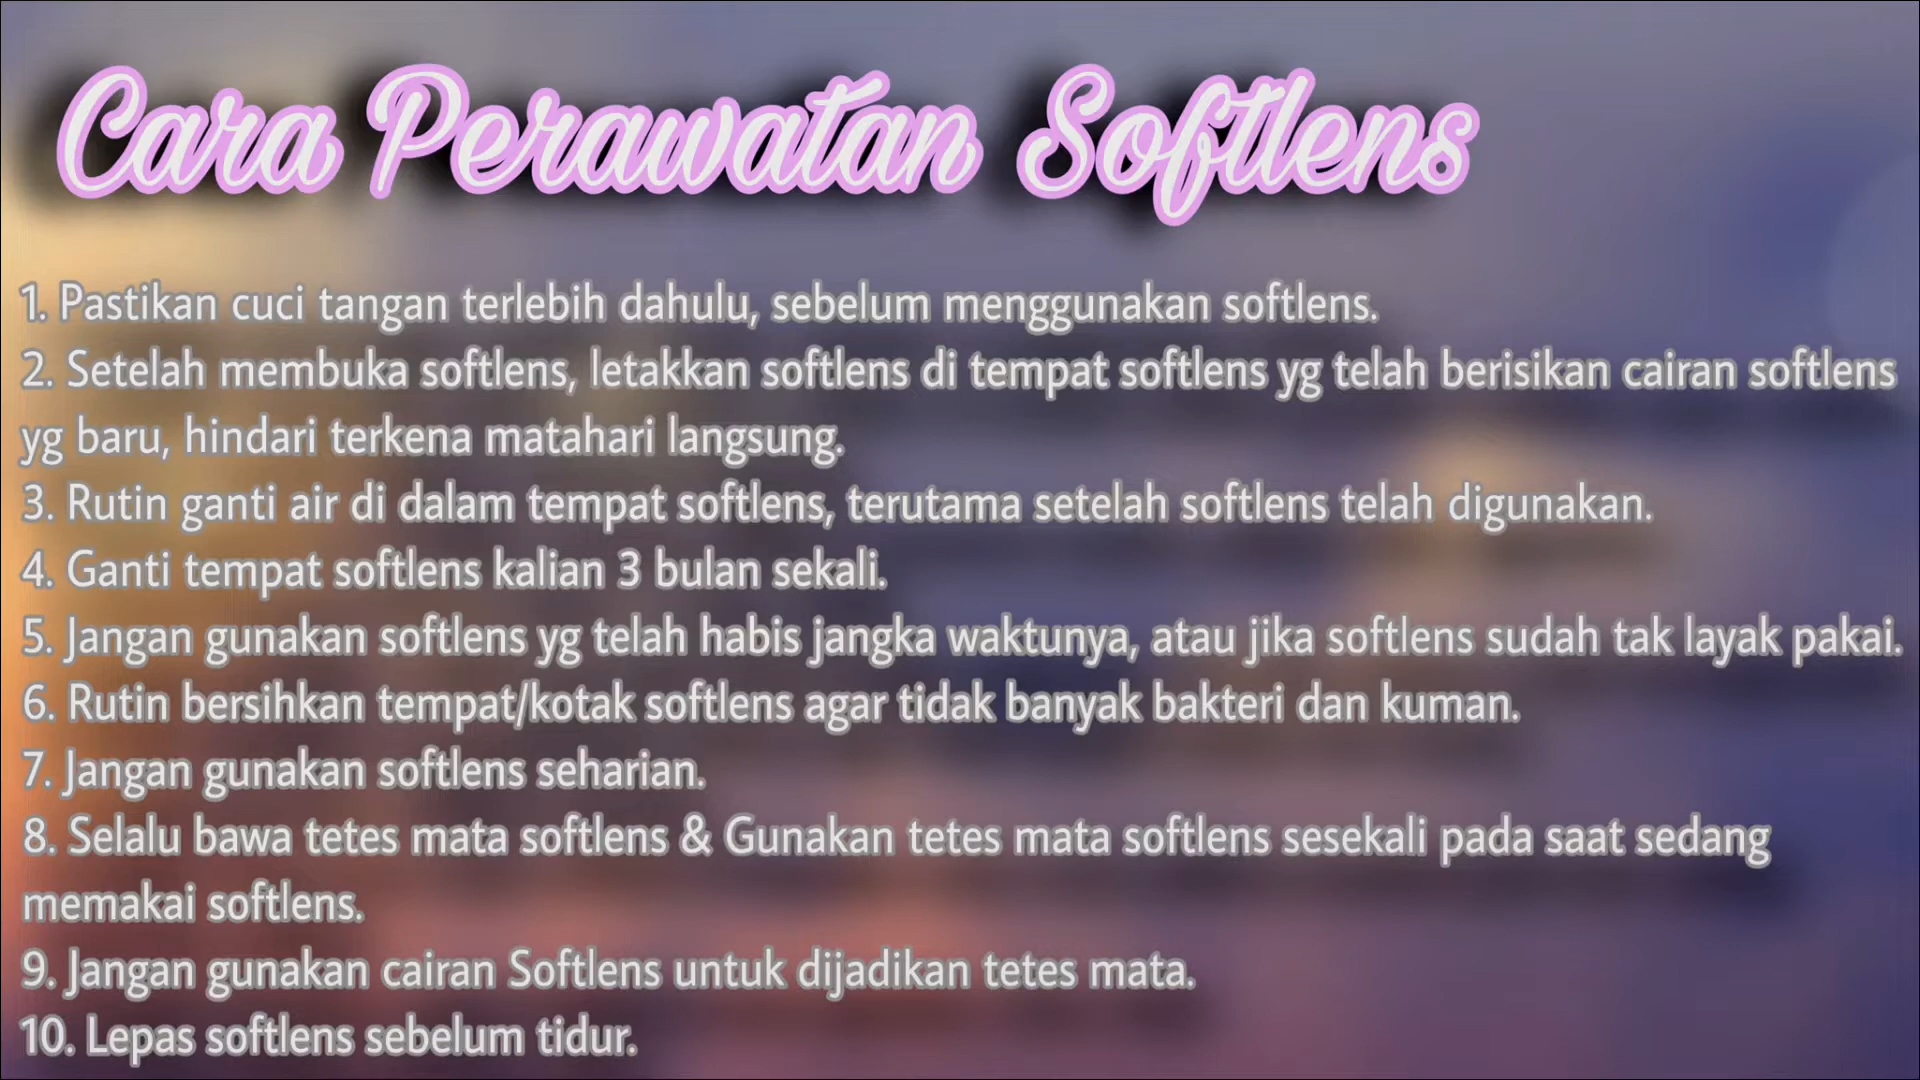 Cara Perawatan Softlens
1. Pastikan cuci tangan terlebih dahulu, sebelum menggunakan softlens.
2. Setelah membuka softlens, letakkan softlens di tempat softlens yg telah berisikan cairan softlens
yg baru, hindari terkena matahari langsung.
3. Rutin ganti air di dalam tempat softlens, terutama setelah softlens telah digunakan.
4. Ganti tempat softlens kalian 3 bulan sekali.
5. Jangan gunakan softlens yg telah habis jangka waktunya, atau jika softlens sudah tak layak pakai.
6. Rutin bersihkan tempat/kotak softlens agar tidak banyak bakteri dan kuman.
7. Jangan gunakan softlens seharian.
8. Selalu bawa tetes mata softlens & Gunakan tetes mata softlens sesekali pada saat sedang
memakai softlens.
9. Jangan gunakan cairan Softlens untuk dijadikan tetes mata.
10. Lepas softlens sebelum tidur.